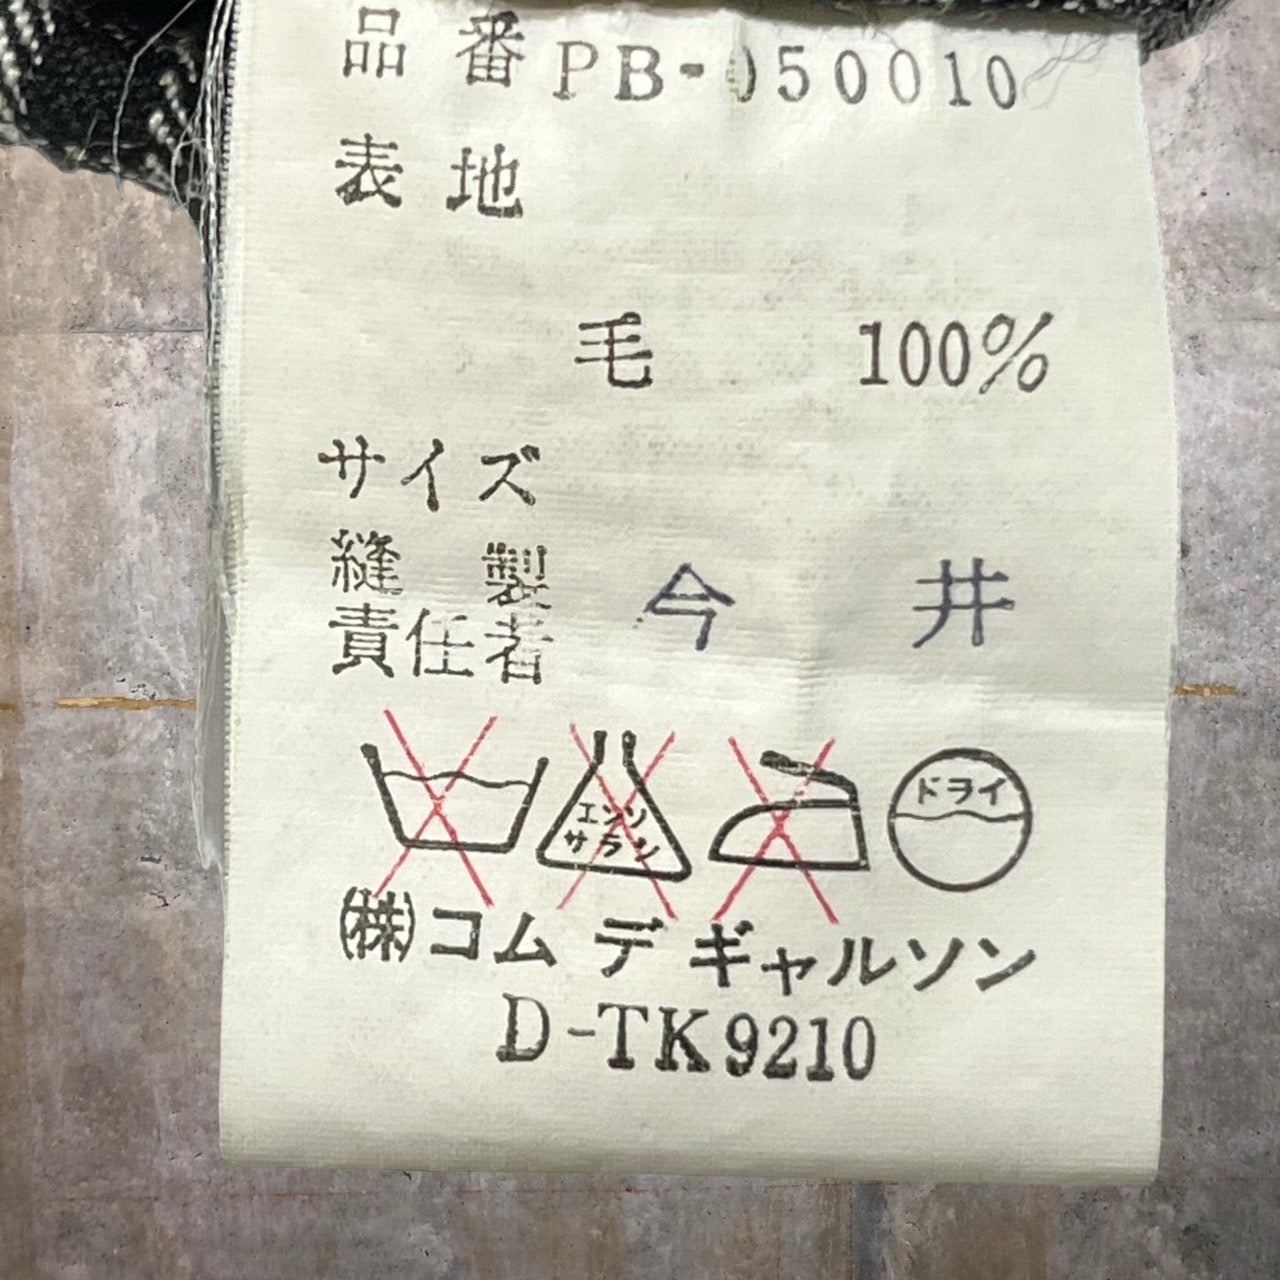 品番 PB-050010
表地
毛 100%
サイズ
縫製 今井
責任者
エンソ サラシ ドライ
(株)コム デ ギャルソン
D-TK9210